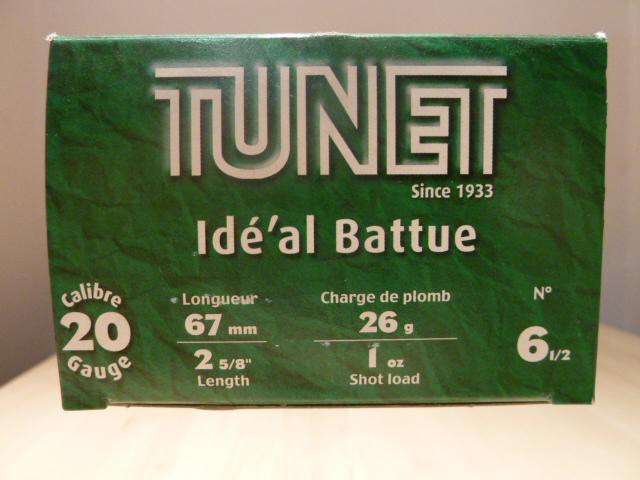 TUNET
Since 1933
Idé'al Battue
Calibre
20
Gauge
Longueur
67 mm
2 5/8"
Length
Charge de plomb
26 g
1 oz
Shot load
N°
6 1/2